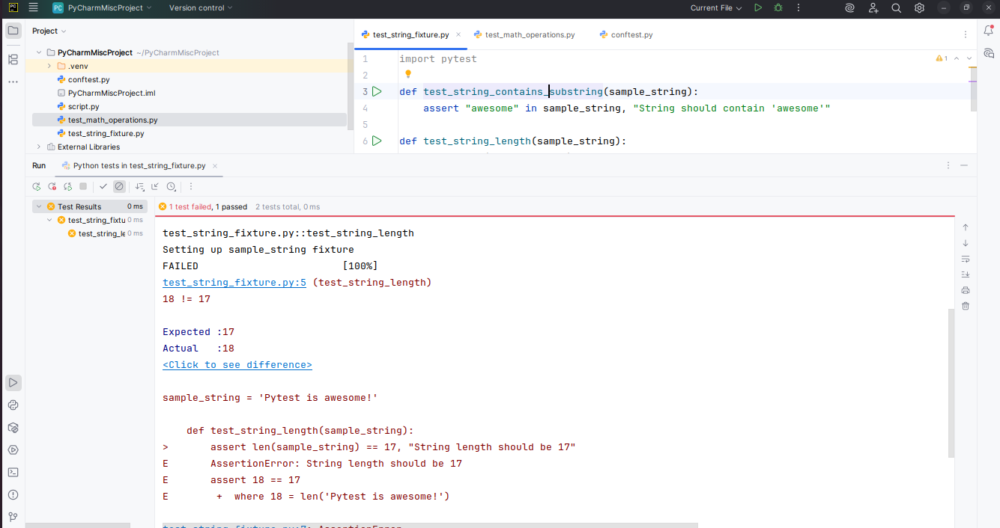 PC PyCharmMiscProject Version control Current File
Project
PyCharmMiscProject ~/PyCharmMiscProject
.venv
conftest.py
PyCharmMiscProject.iml
script.py
test_math_operations.py
test_string_fixture.py
External Libraries
test_string_fixture.py test_math_operations.py conftest.py
1 import pytest
1
2
3 def test_string_contains_substring(sample_string):
4 assert "awesome" in sample_string, "String should contain 'awesome'"
5
6 def test_string_length(sample_string):
Run Python tests in test_string_fixture.py
Test Results 0 ms
test_string_fixtu 0 ms
test_string_le 0 ms
1 test failed, 1 passed 2 tests total, 0 ms
test_string_fixture.py::test_string_length
Setting up sample_string fixture
FAILED [100%]
test_string_fixture.py:5 (test_string_length)
18 != 17
Expected :17
Actual :18
<Click to see difference>
sample_string = 'Pytest is awesome!'
def test_string_length(sample_string):
> assert len(sample_string) == 17, "String length should be 17"
E AssertionError: String length should be 17
E assert 18 == 17
E + where 18 = len('Pytest is awesome!')
test_string_fixture.py:7: AssertionError